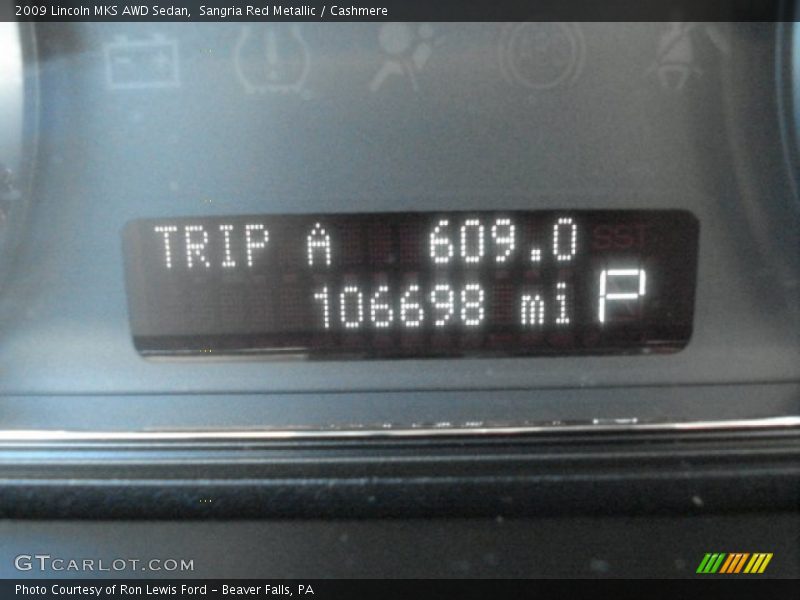 2009 Lincoln MKS AWD Sedan,  Sangria Red Metallic / Cashmere
TRIP A 609.0 SST
106698 mi P
GTCARLOT.COM
Photo Courtesy of Ron Lewis Ford - Beaver Falls, PA